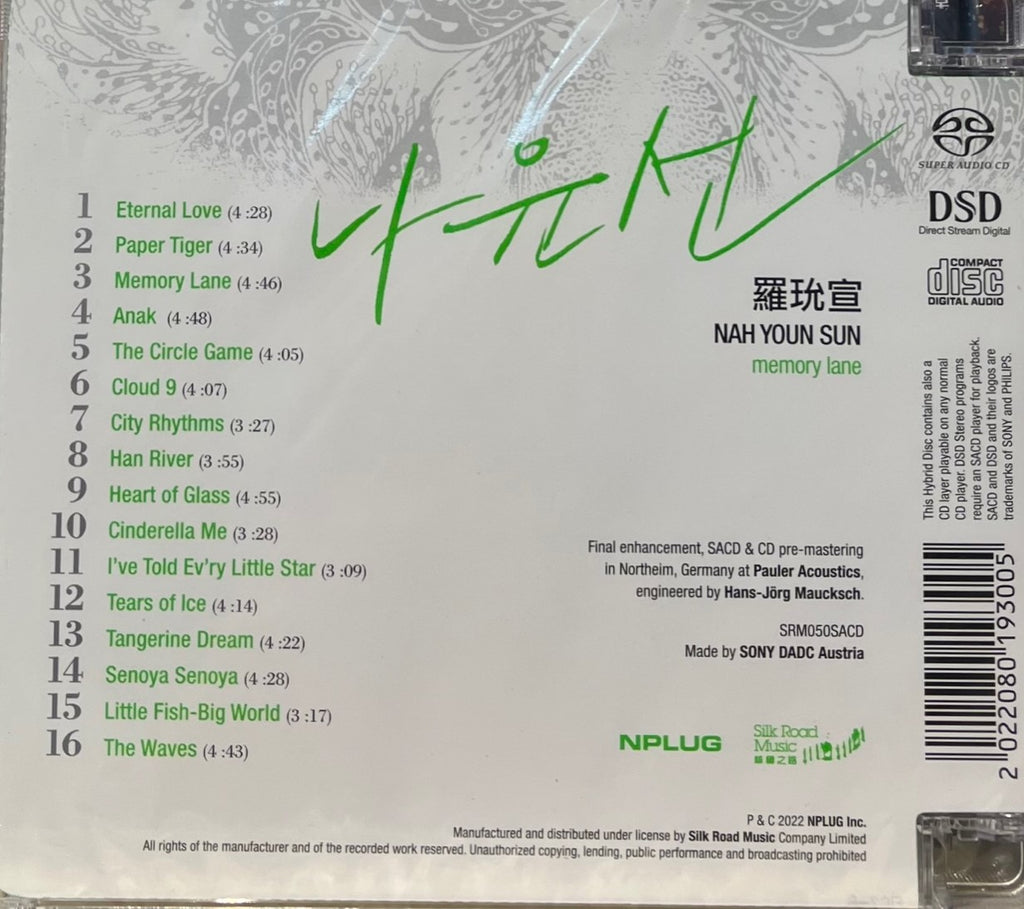 나윤선
1 Eternal Love (4 :28)
2 Paper Tiger (4 :34)
3 Memory Lane (4 :46)
4 Anak (4 :48)
5 The Circle Game (4 :05)
6 Cloud 9 (4 :07)
7 City Rhythms (3 :27)
8 Han River (3 :55)
9 Heart of Glass (4 :55)
10 Cinderella Me (3 :28)
11 I've Told Ev'ry Little Star (3 :09)
12 Tears of Ice (4 :14)
13 Tangerine Dream (4 :22)
14 Senoya Senoya (4 :28)
15 Little Fish-Big World (3 :17)
16 The Waves (4 :43)
羅玧宣
NAH YOUN SUN
memory lane
Final enhancement, SACD & CD pre-mastering
in Northeim, Germany at Pauler Acoustics,
engineered by Hans-Jörg Maucksch.
SRM050SACD
Made by SONY DADC Austria
NPLUG
Silk Road
Music
P & C 2022 NPLUG Inc.
Manufactured and distributed under license by Silk Road Music Company Limited
All rights of the manufacturer and of the recorded work reserved. Unauthorized copying, lending, public performance and broadcasting prohibited
SUPER AUDIO CD
DSD
Direct Stream Digital
COMPACT
disc
DIGITAL AUDIO
This Hybrid Disc contains also a
CD layer playable on any normal
CD player. DSD Stereo programs
require an SACD player for playback.
SACD and DSD and their logos are
trademarks of SONY and PHILIPS.
2 022080 193005